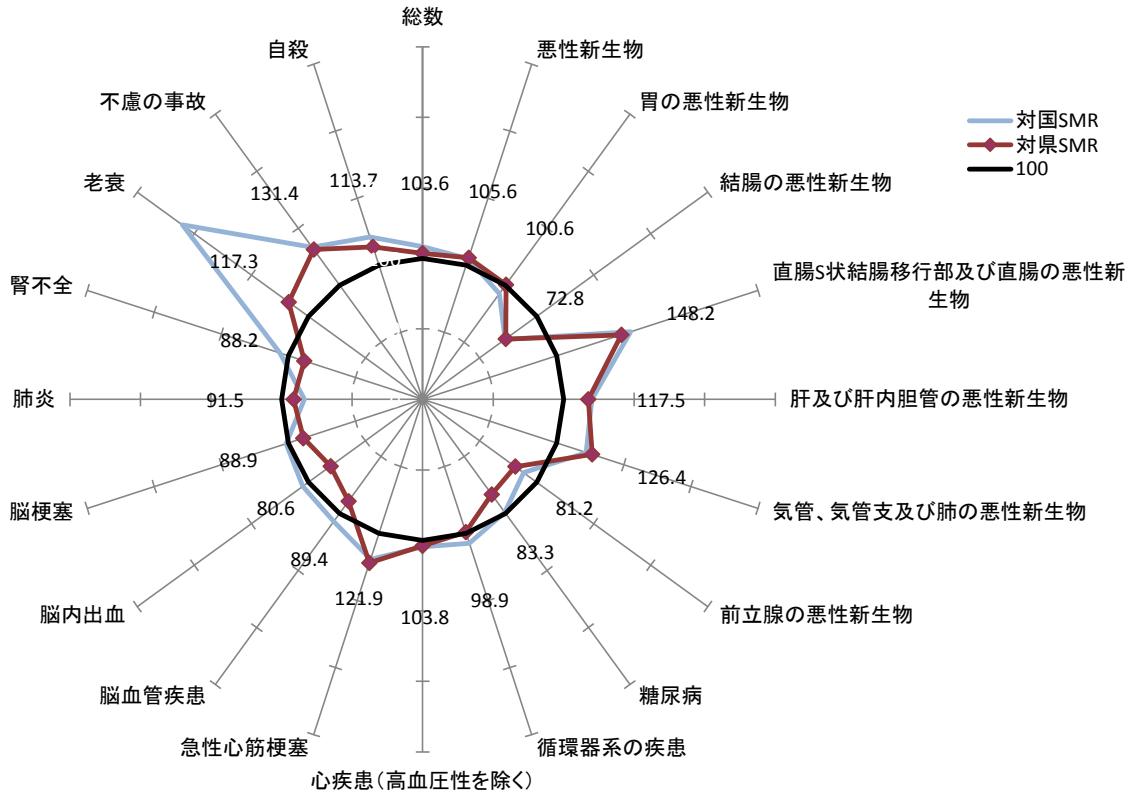 総数
自殺
悪性新生物
不慮の事故
胃の悪性新生物
対国SMR
対県SMR
100
老衰
結腸の悪性新生物
131.4
113.7
103.6
105.6
100.6
117.3
100
72.8
直腸S状結腸移行部及び直腸の悪性新
生物
148.2
腎不全
88.2
肺炎
91.5
117.5
肝及び肝内胆管の悪性新生物
88.9
126.4
脳梗塞
気管、気管支及び肺の悪性新生物
80.6
81.2
89.4
83.3
121.9
103.8
98.9
脳内出血
前立腺の悪性新生物
脳血管疾患
糖尿病
急性心筋梗塞
循環器系の疾患
心疾患(高血圧性を除く)